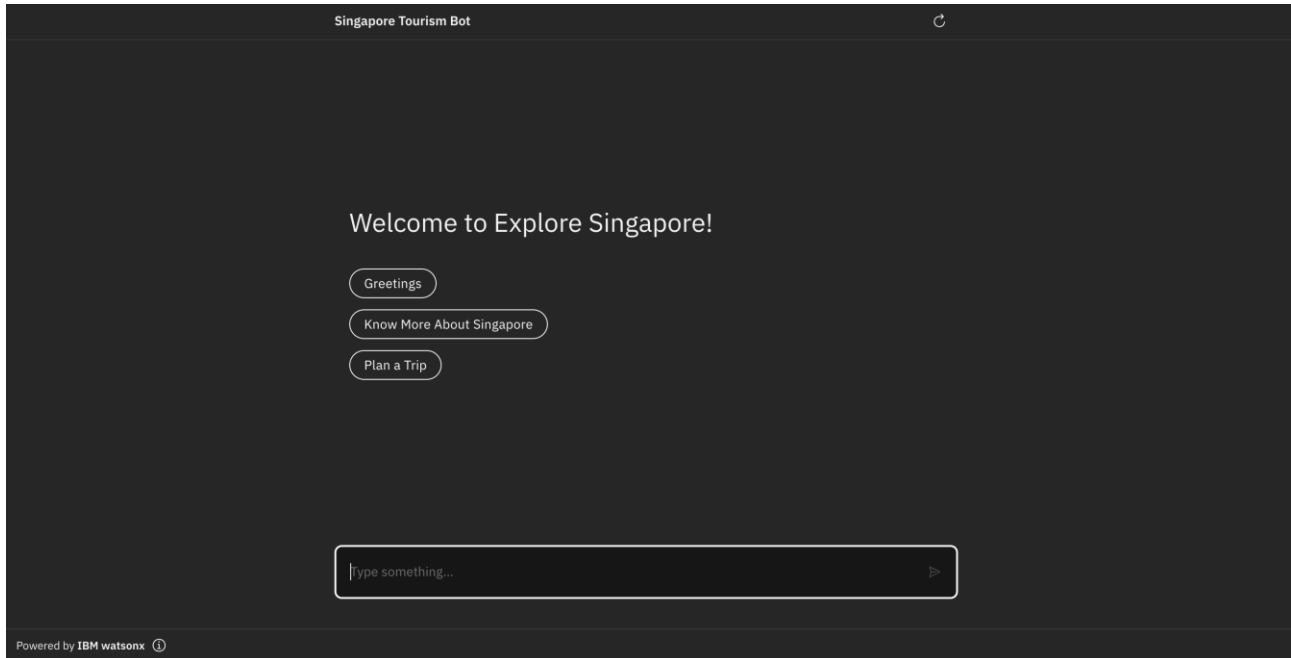 Singapore Tourism Bot
Welcome to Explore Singapore!
Greetings
Know More About Singapore
Plan a Trip
Type something...
Powered by IBM watsonx